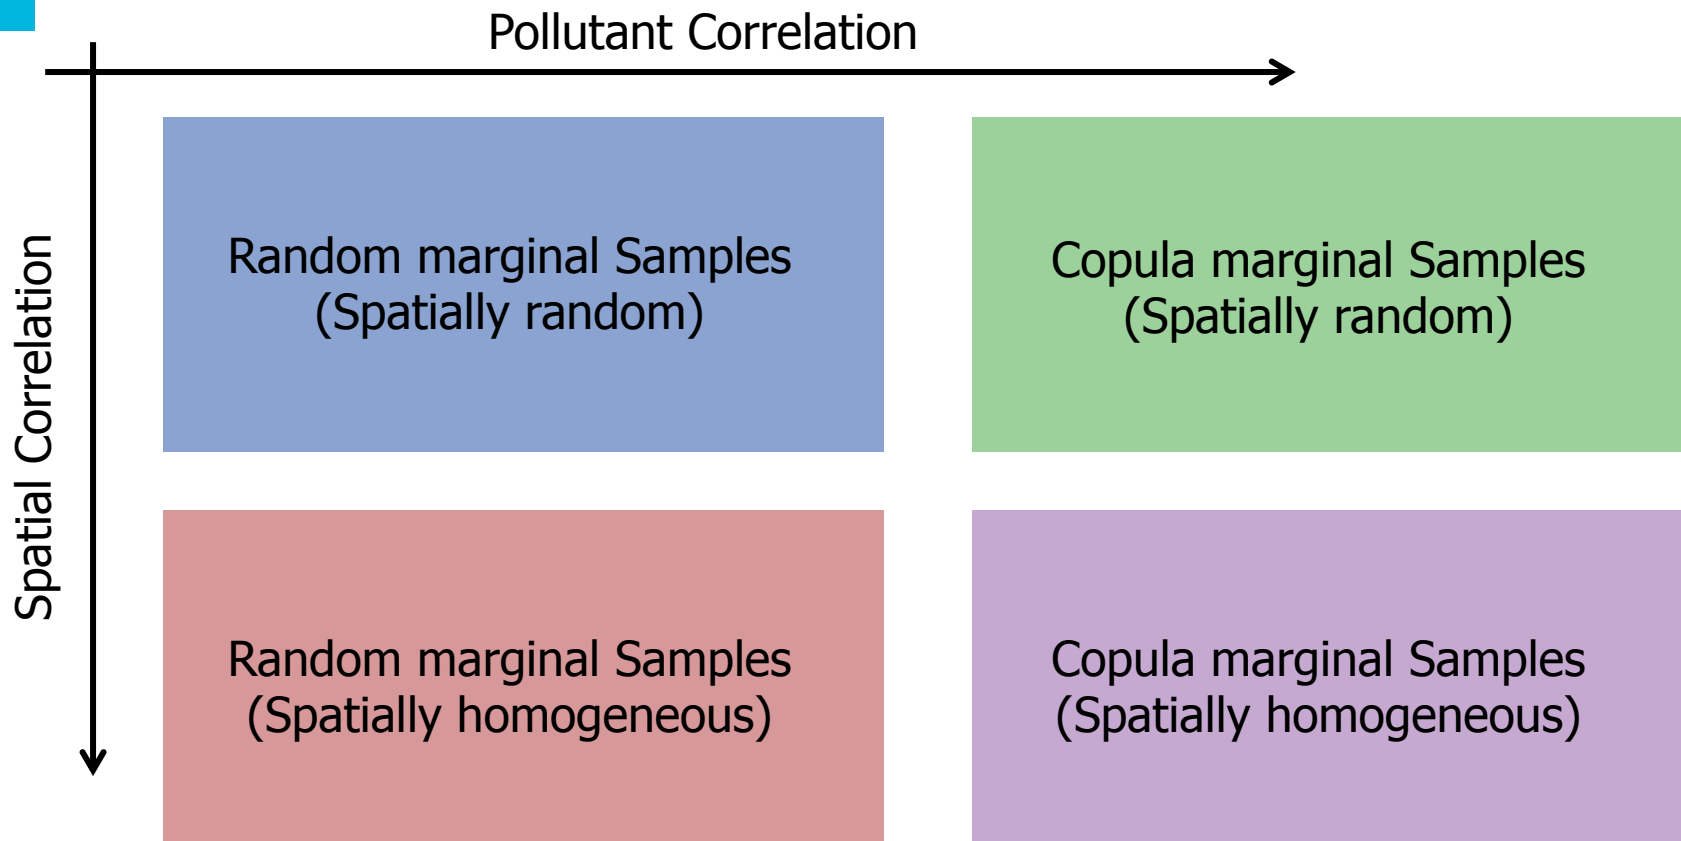 Pollutant Correlation
Spatial Correlation
Random marginal Samples
(Spatially random)
Copula marginal Samples
(Spatially random)
Random marginal Samples
(Spatially homogeneous)
Copula marginal Samples
(Spatially homogeneous)